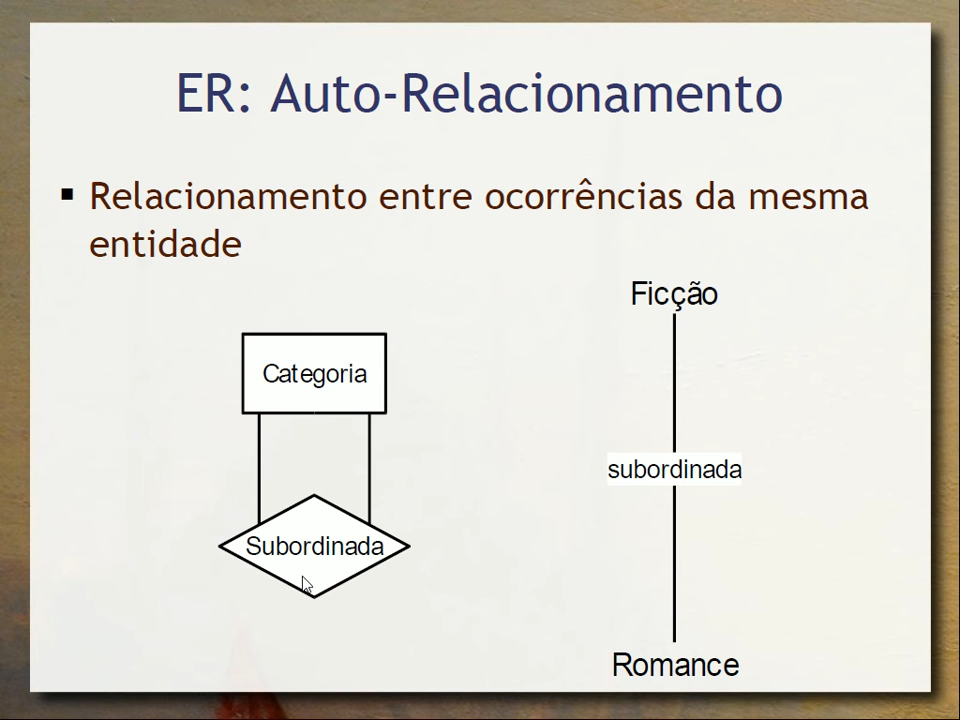 ER: Auto-Relacionamento
Relacionamento entre ocorrências da mesma
entidade
Ficção
Categoria
subordinada
Subordinada
Romance